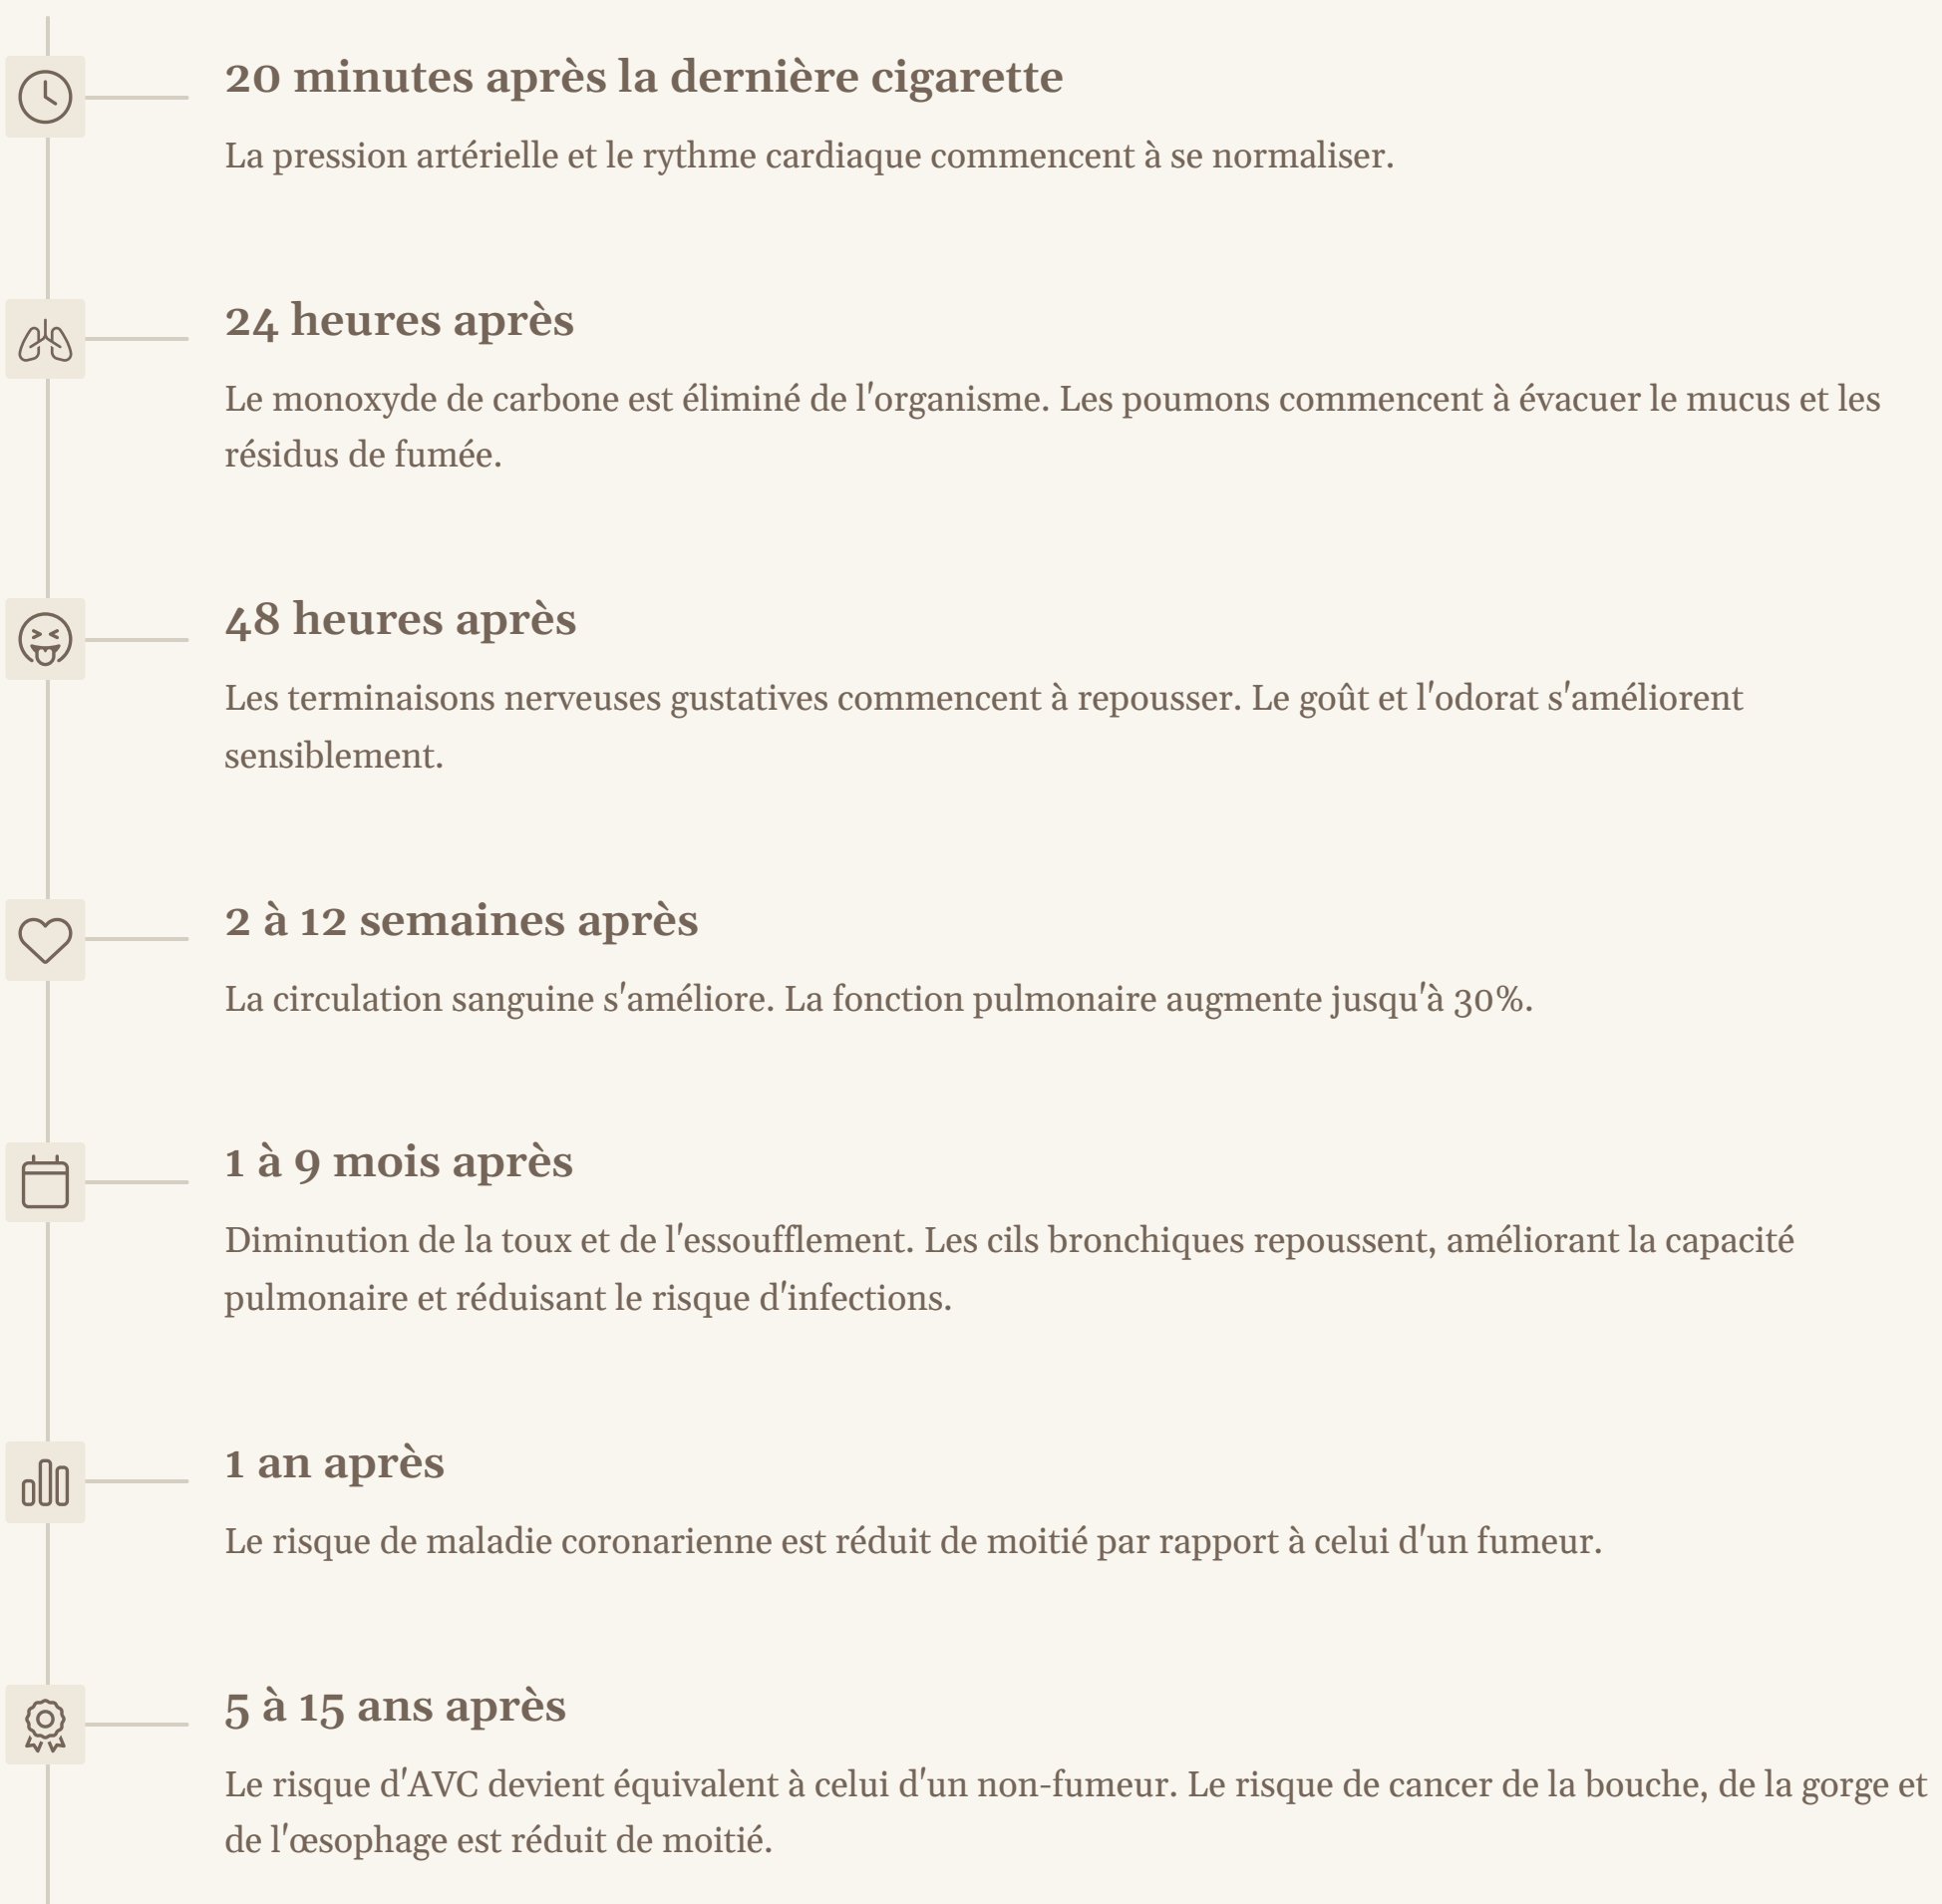 20 minutes après la dernière cigarette
La pression artérielle et le rythme cardiaque commencent à se normaliser.
24 heures après
Le monoxyde de carbone est éliminé de l'organisme. Les poumons commencent à évacuer le mucus et les
résidus de fumée.
48 heures après
Les terminaisons nerveuses gustatives commencent à repousser. Le goût et l'odorat s'améliorent
sensiblement.
2 à 12 semaines après
La circulation sanguine s'améliore. La fonction pulmonaire augmente jusqu'à 30%.
1 à 9 mois après
Diminution de la toux et de l'essoufflement. Les cils bronchiques repoussent, améliorant la capacité
pulmonaire et réduisant le risque d'infections.
1 an après
Le risque de maladie coronarienne est réduit de moitié par rapport à celui d'un fumeur.
5 à 15 ans après
Le risque d'AVC devient équivalent à celui d'un non-fumeur. Le risque de cancer de la bouche, de la gorge et
de l'œsophage est réduit de moitié.